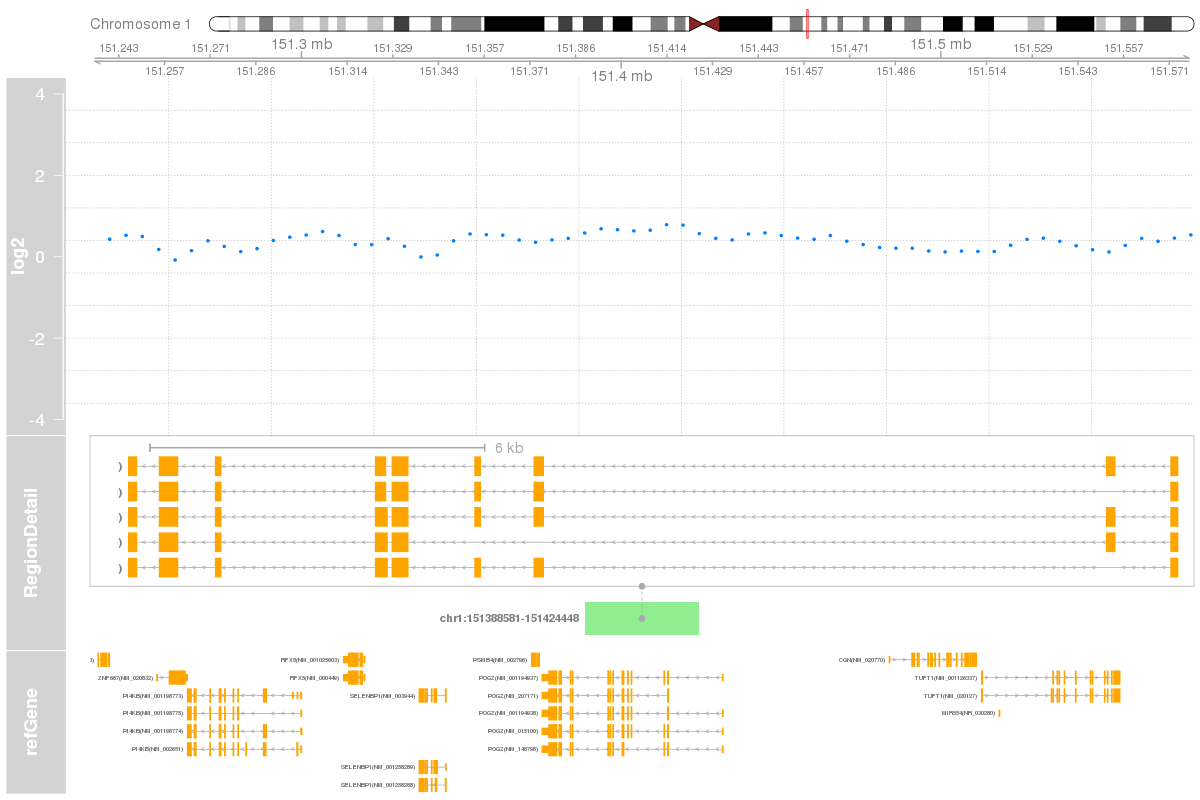 Chromosome 1
151.243 151.271 151.3 mb 151.329 151.357 151.386 151.414 151.443 151.471 151.5 mb 151.529 151.557
151.257 151.286 151.314 151.343 151.371 151.4 mb 151.429 151.457 151.486 151.514 151.543 151.571
log2
4
2
0
-2
-4
RegionDetail
6 kb
)
)
)
)
)
chr1:151388581-151424448
refGene
RFX5(NM_001025603) PSMB4(NM_002796) CGN(NM_020770)
ZNF687(NM_020832) RFX5(NM_000449) POGZ(NM_001194937) TUFT1(NM_001126337)
PI4KB(NM_001198773) SELENBP1(NM_003944) POGZ(NM_207171) TUFT1(NM_020127)
PI4KB(NM_001198775) POGZ(NM_001194938) MIR554(NR_030280)
PI4KB(NM_001198774) POGZ(NM_015100)
PI4KB(NM_002651) POGZ(NM_145796)
SELENBP1(NM_001258289)
SELENBP1(NM_001258288)